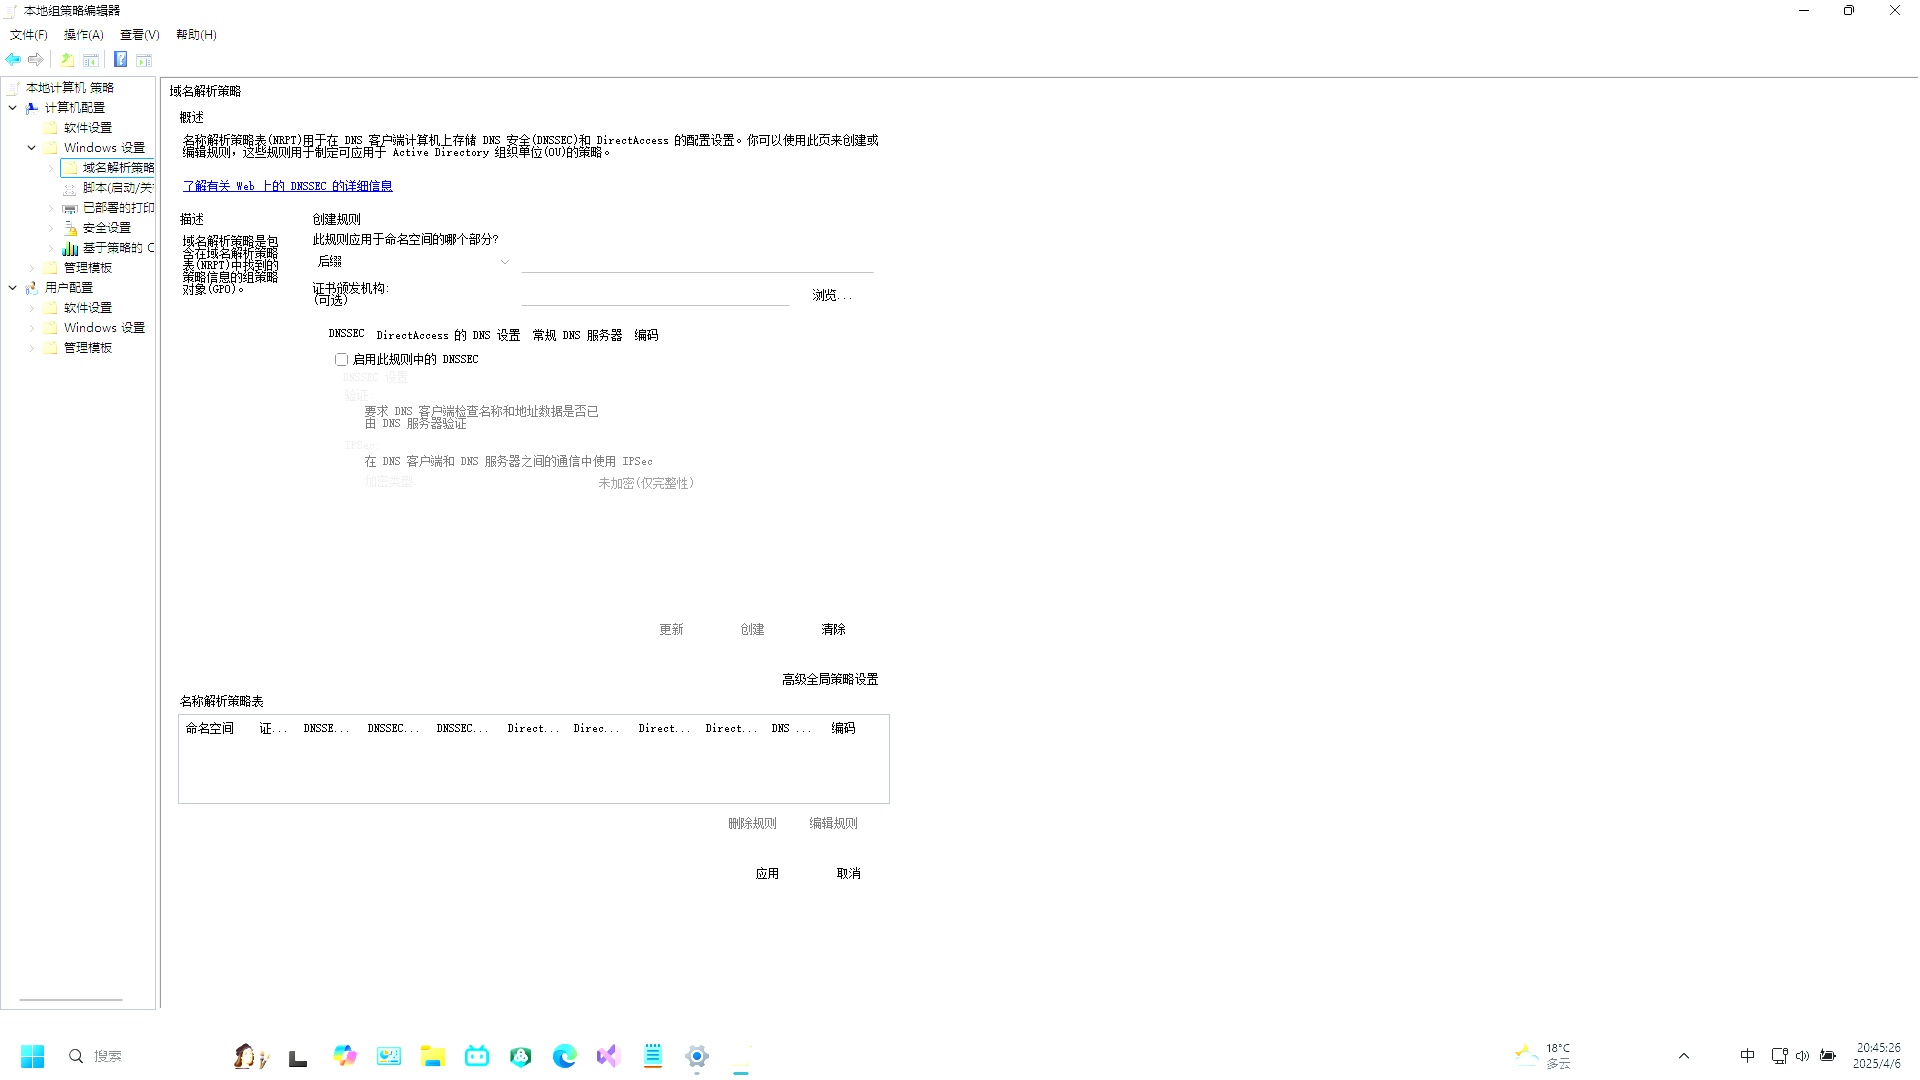 本地组策略编辑器
文件(F) 操作(A) 查看(V) 帮助(H)
本地计算机 策略
计算机配置
软件设置
Windows 设置
域名解析策略
脚本(启动/关
已部署的打印
安全设置
基于策略的
管理模板
用户配置
软件设置
Windows 设置
管理模板
域名解析策略
概述
名称解析策略表(NRPT)用于在 DNS 客户端计算机上存储 DNS 安全(DNSSEC)和 DirectAccess 的配置设置。你可以使用此页来创建或
编辑规则，这些规则用于制定可应用于 Active Directory 组织单位(OU)的策略。
了解有关 Web 上的 DNSSEC 的详细信息
描述
域名解析策略是包
含在域名解析策略
表(NRPT)中找到的
策略信息的组策略
对象(GPO)。
创建规则
此规则应用于命名空间的哪个部分?
后缀
证书颁发机构:
(可选)
浏览...
DNSSEC DirectAccess 的 DNS 设置 常规 DNS 服务器 编码
启用此规则中的 DNSSEC
DNSSEC 设置
验证:
要求 DNS 客户端检查名称和地址数据是否已
由 DNS 服务器验证
IPSec:
在 DNS 客户端和 DNS 服务器之间的通信中使用 IPSec
加密类型: 未加密(仅完整性)
更新 创建 清除
高级全局策略设置
名称解析策略表
命名空间 证... DNSSE... DNSSEC... DNSSEC... Direct... Direc... Direct... Direct... DNS ... 编码
删除规则 编辑规则
应用 取消
搜索
18°C
多云
中
20:45:26
2025/4/6